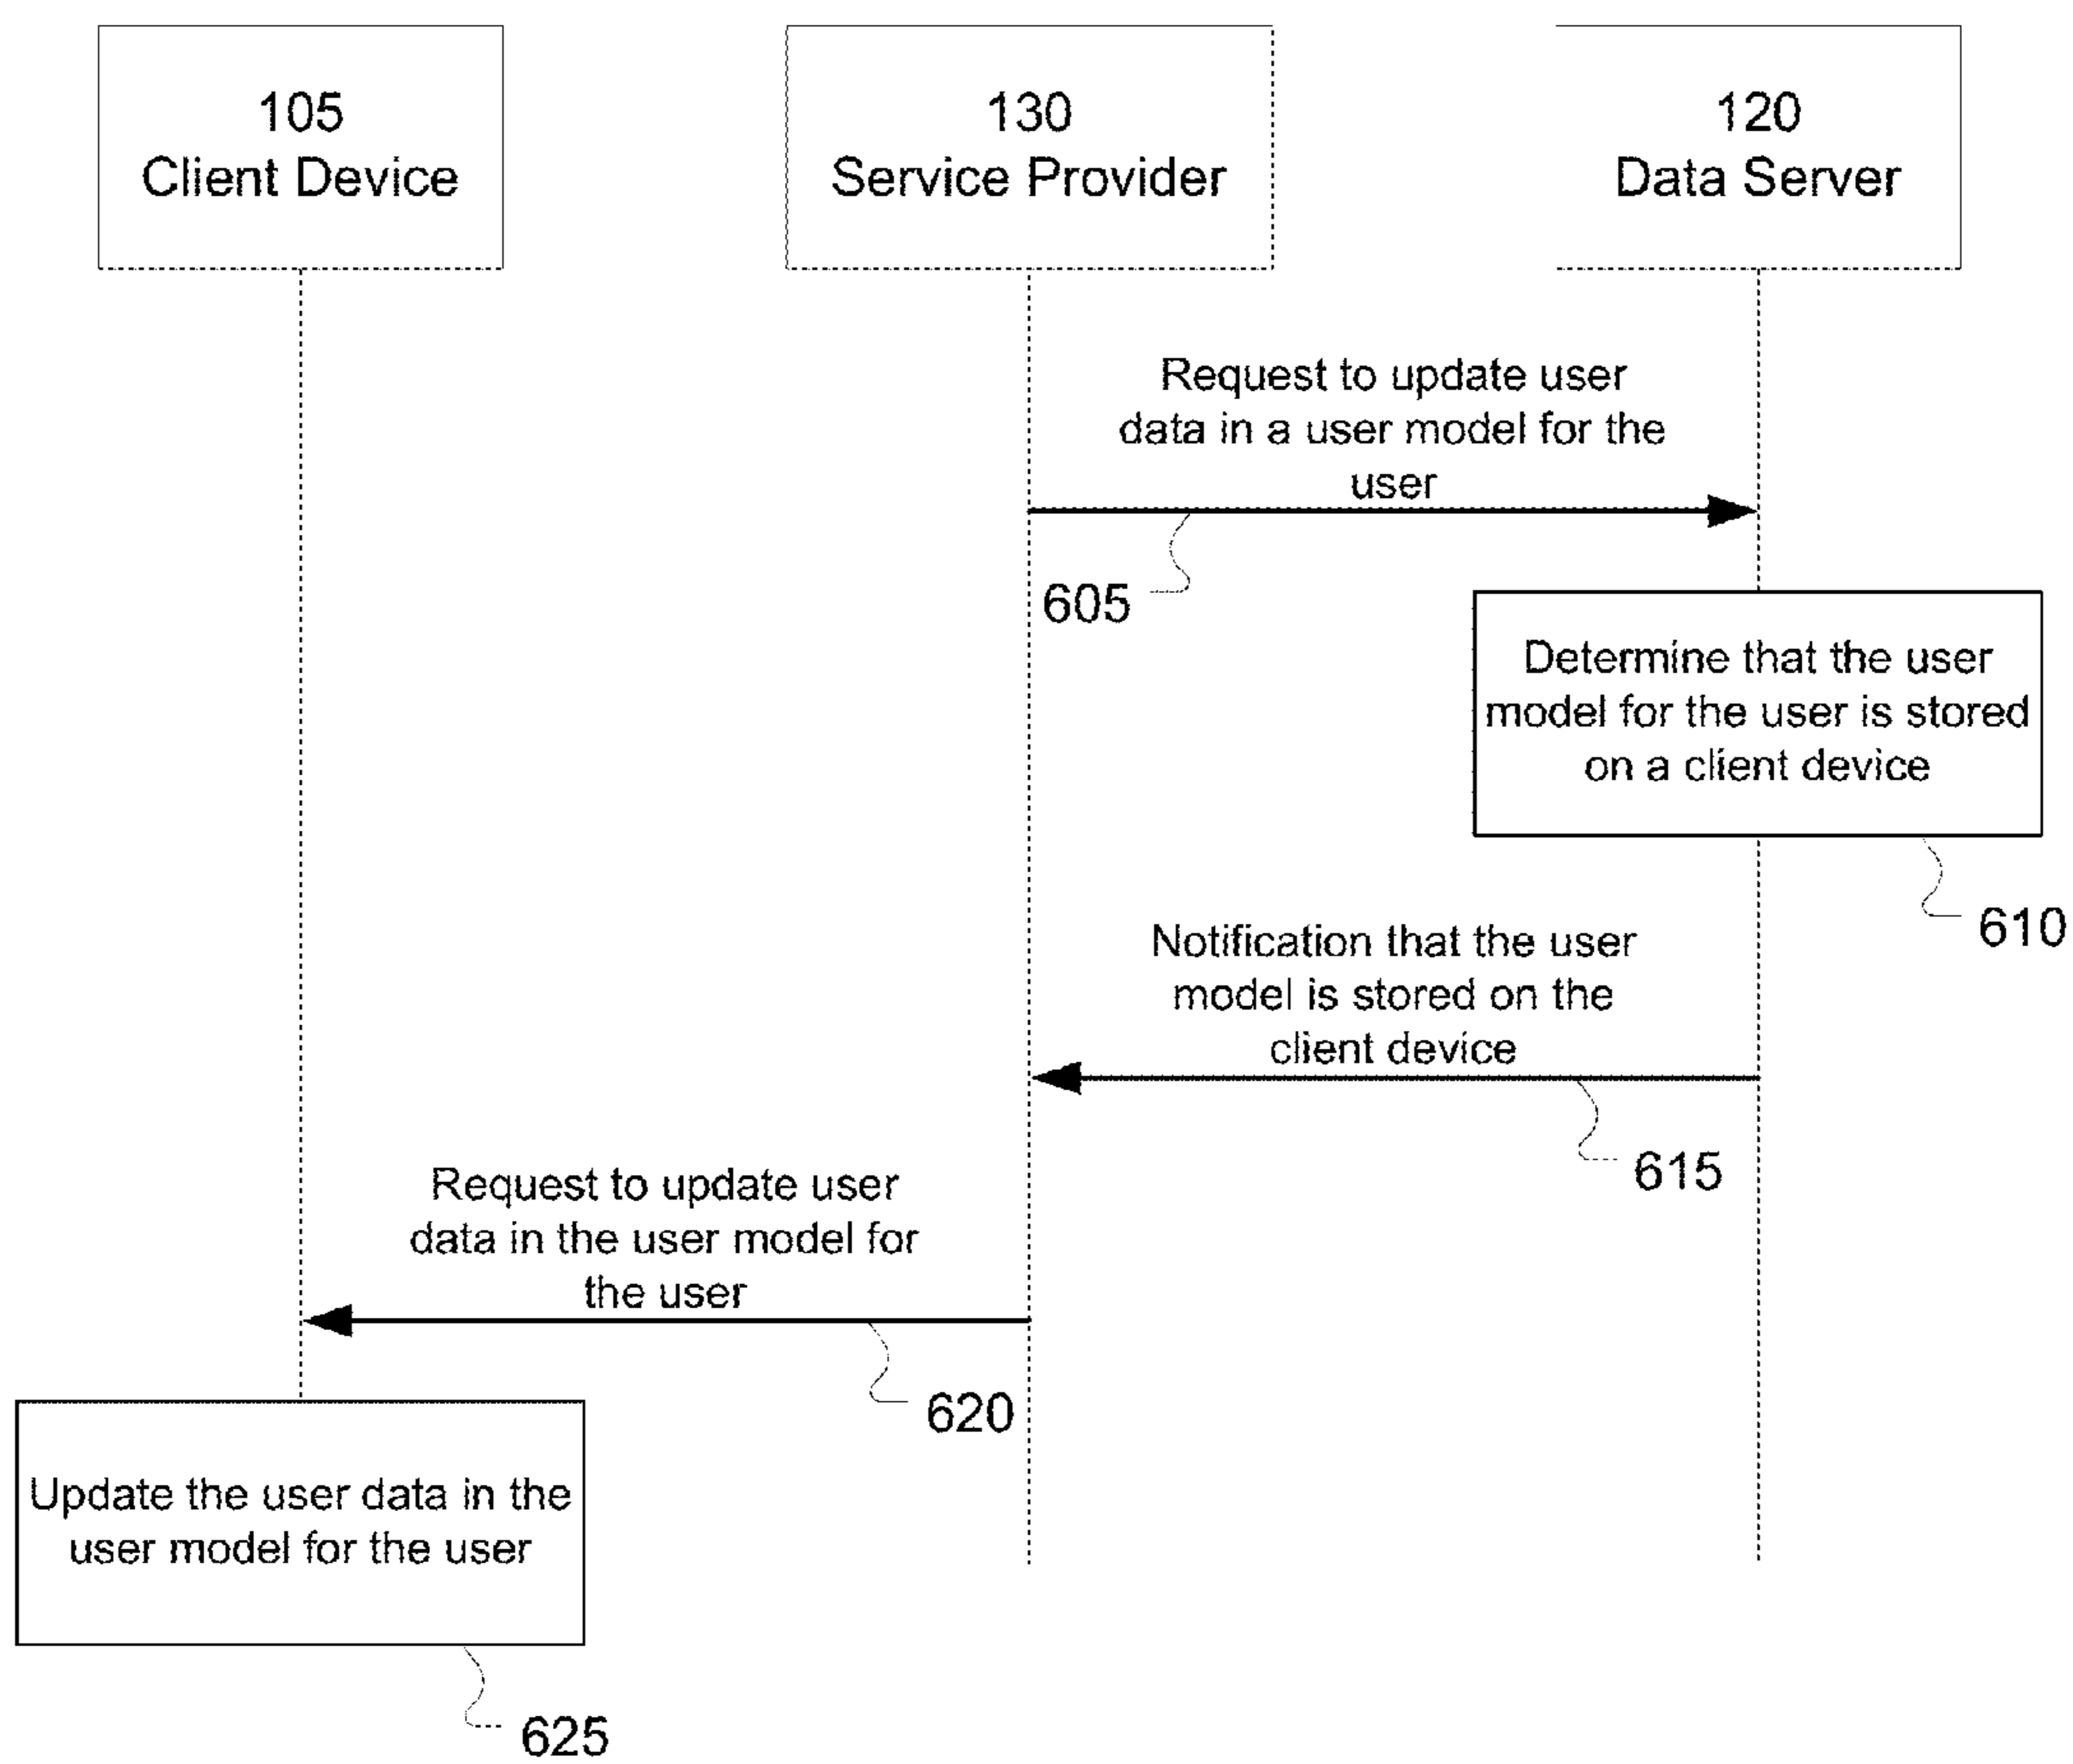 105
Client Device
130
Service Provider
120
Data Server
Request to update user
data in a user model for the
user
605
Determine that the user
model for the user is stored
on a client device
610
Notification that the user
model is stored on the
client device
615
Request to update user
data in the user model for
the user
620
Update the user data in the
user model for the user
625